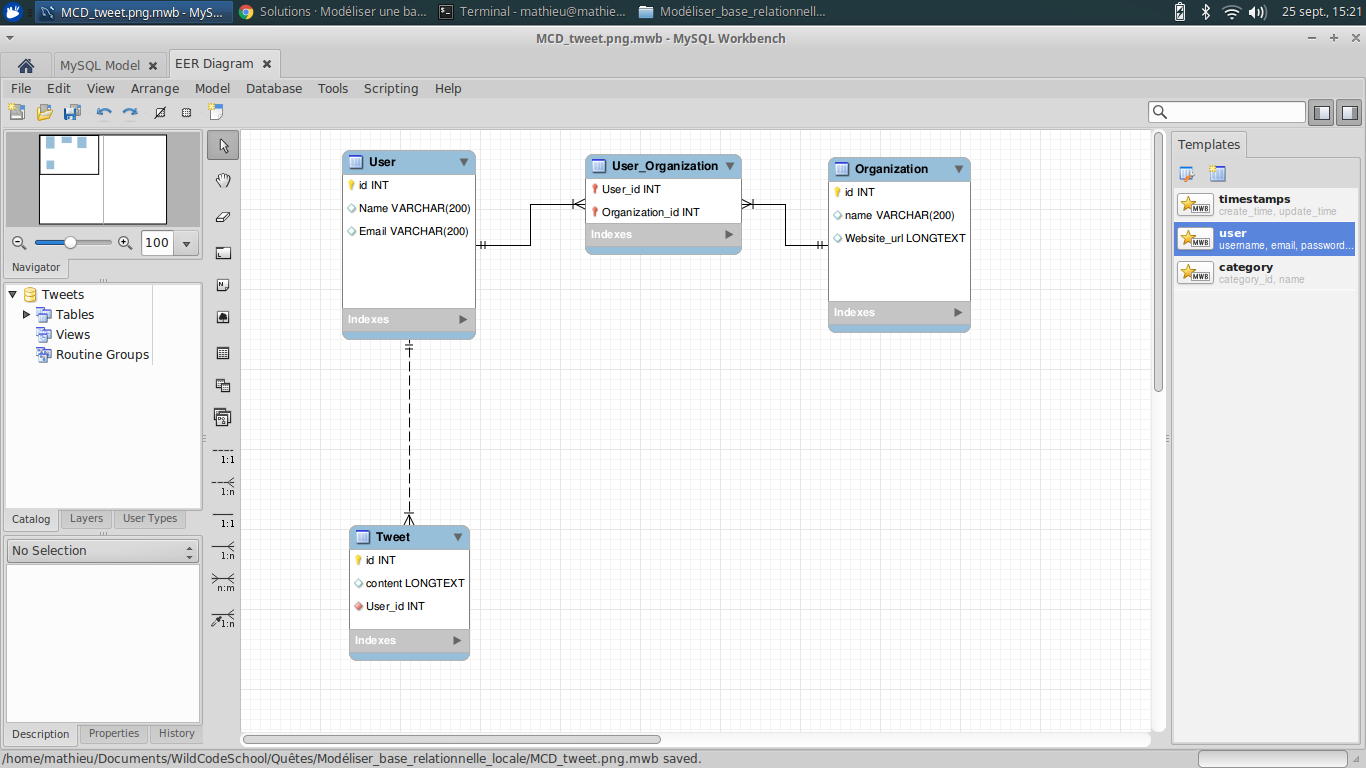 MCD_tweet.png.mwb - MyS...
Solutions · Modéliser une ba...
Terminal - mathieu@mathie...
Modéliser_base_relationnell...
25 sept., 15:21
MCD_tweet.png.mwb - MySQL Workbench
MySQL Model
EER Diagram
File Edit View Arrange Model Database Tools Scripting Help
100
Navigator
Tweets
Tables
Views
Routine Groups
Catalog Layers User Types
No Selection
Description Properties History
1:1
1:n
1:1
1:n
n:m
1:n
User
id INT
Name VARCHAR(200)
Email VARCHAR(200)
Indexes
User_Organization
User_id INT
Organization_id INT
Indexes
Organization
id INT
name VARCHAR(200)
Website_url LONGTEXT
Indexes
Tweet
id INT
content LONGTEXT
User_id INT
Indexes
Templates
MWB
timestamps
create_time, update_time
MWB
user
username, email, password...
MWB
category
category_id, name
/home/mathieu/Documents/WildCodeSchool/Quêtes/Modéliser_base_relationnelle_locale/MCD_tweet.png.mwb saved.